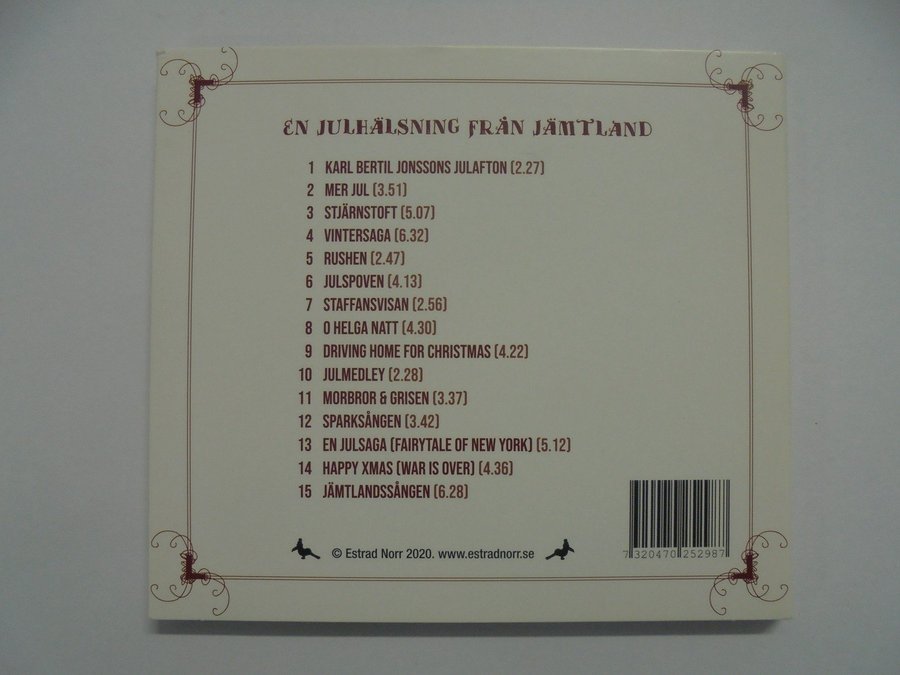 EN JULHÄLSNING FRÅN JÄMTLAND
1 KARL BERTIL JONSSONS JULAFTON (2.27)
2 MER JUL (3.51)
3 STJÄRNSTOFT (5.07)
4 VINTERSAGA (6.32)
5 RUSHEN (2.47)
6 JULSPOVEN (4.13)
7 STAFFANSVISAN (2.56)
8 O HELGA NATT (4.30)
9 DRIVING HOME FOR CHRISTMAS (4.22)
10 JULMEDLEY (2.28)
11 MORBROR & GRISEN (3.37)
12 SPARKSÅNGEN (3.42)
13 EN JULSAGA (FAIRYTALE OF NEW YORK) (5.12)
14 HAPPY XMAS (WAR IS OVER) (4.36)
15 JÄMTLANDSSÅNGEN (6.28)
© Estrad Norr 2020. www.estradnorr.se
7 320470 252987